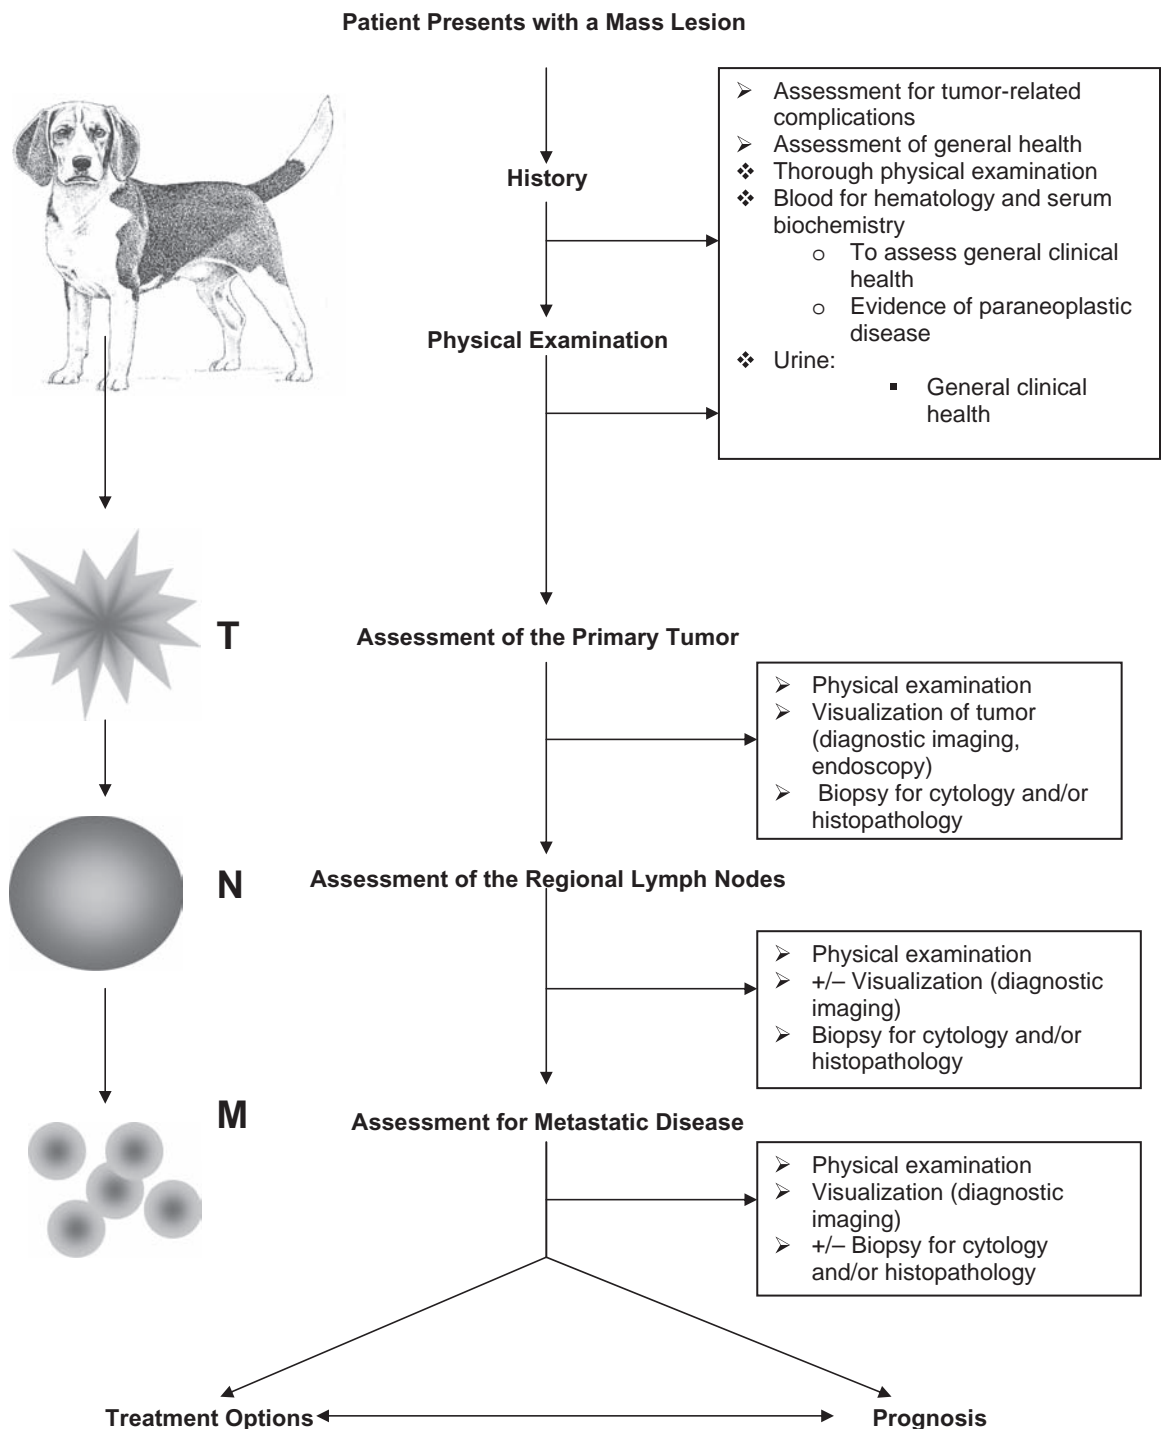 Patient Presents with a Mass Lesion
➢ Assessment for tumor-related
complications
➢ Assessment of general health
❖ Thorough physical examination
❖ Blood for hematology and serum
biochemistry
o To assess general clinical
health
o Evidence of paraneoplastic
disease
❖ Urine:
▪ General clinical
health
History
Physical Examination
T
Assessment of the Primary Tumor
➢ Physical examination
➢ Visualization of tumor
(diagnostic imaging,
endoscopy)
➢ Biopsy for cytology and/or
histopathology
N
Assessment of the Regional Lymph Nodes
➢ Physical examination
➢ +/– Visualization (diagnostic
imaging)
➢ Biopsy for cytology and/or
histopathology
M
Assessment for Metastatic Disease
➢ Physical examination
➢ Visualization (diagnostic
imaging)
➢ +/– Biopsy for cytology
and/or histopathology
Treatment Options
Prognosis